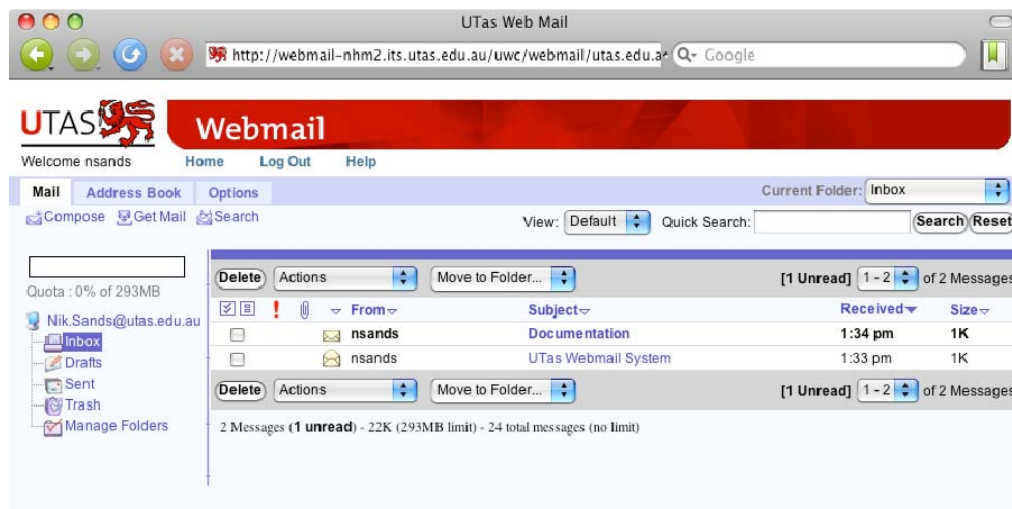 UTas Web Mail
http://webmail-nhm2.its.utas.edu.au/uwc/webmail/utas.edu.a Google
UTAS Webmail
Welcome nsands Home Log Out Help
Mail Address Book Options Current Folder: Inbox
Compose Get Mail Search View: Default Quick Search: Search Reset
Delete Actions Move to Folder... [1 Unread] 1 - 2 of 2 Messages
Quota : 0% of 293MB
From Subject Received Size
Nik.Sands@utas.edu.au
nsands Documentation 1:34 pm 1K
Inbox
nsands UTas Webmail System 1:33 pm 1K
Drafts
Sent
Delete Actions Move to Folder... [1 Unread] 1 - 2 of 2 Messages
Trash
Manage Folders
2 Messages (1 unread) - 22K (293MB limit) - 24 total messages (no limit)